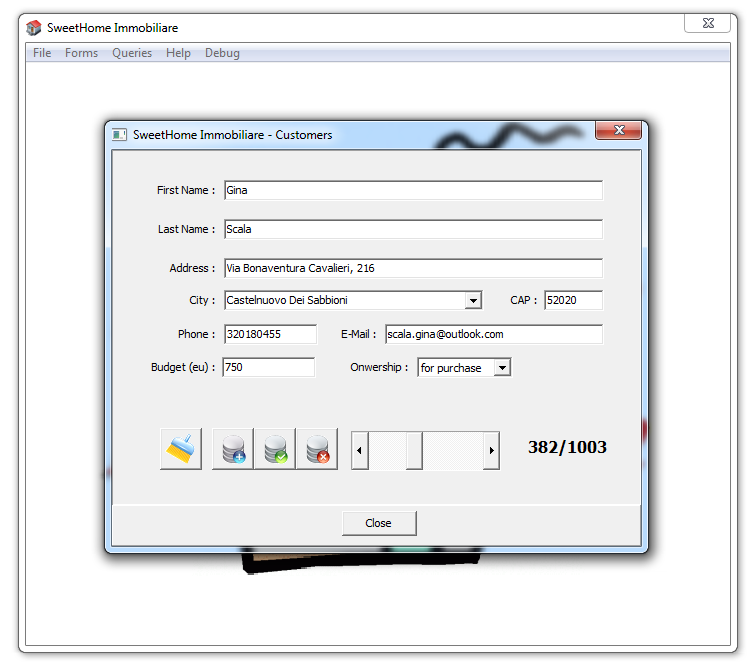 SweetHome Immobiliare
File Forms Queries Help Debug
SweetHome Immobiliare - Customers
First Name : Gina
Last Name : Scala
Address : Via Bonaventura Cavalieri, 216
City : Castelnuovo Dei Sabbioni CAP : 52020
Phone : 320180455 E-Mail : scala.gina@outlook.com
Budget (eu) : 750 Onwership : for purchase
382/1003
Close